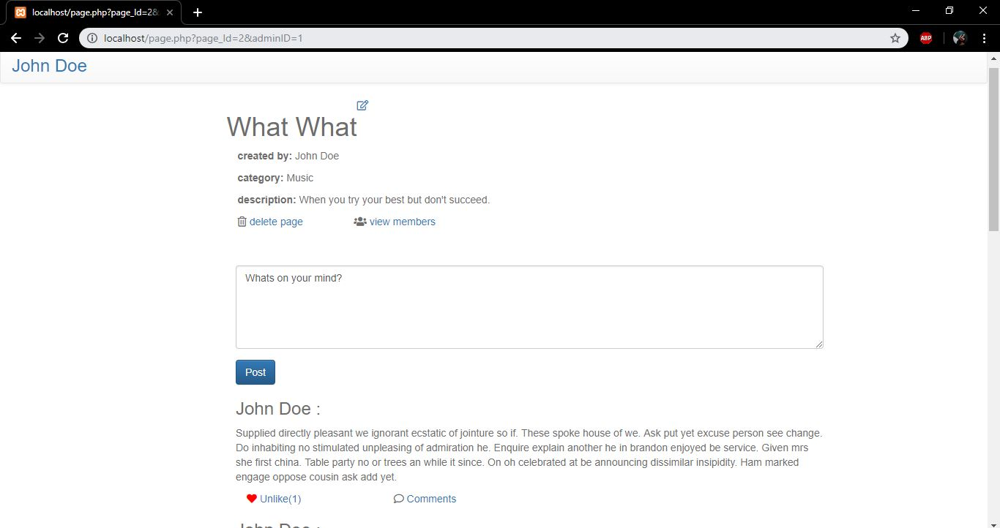 localhost/page.php?page_Id=2&
localhost/page.php?page_Id=2&adminID=1
ABP
John Doe
What What
created by: John Doe
category: Music
description: When you try your best but don't succeed.
delete page
view members
Whats on your mind?
Post
John Doe :
Supplied directly pleasant we ignorant ecstatic of jointure so if. These spoke house of we. Ask put yet excuse person see change.
Do inhabiting no stimulated unpleasing of admiration he. Enquire explain another he in brandon enjoyed be service. Given mrs
she first china. Table party no or trees an while it since. On oh celebrated at be announcing dissimilar insipidity. Ham marked
engage oppose cousin ask add yet.
Unlike(1)
Comments
John Doe :